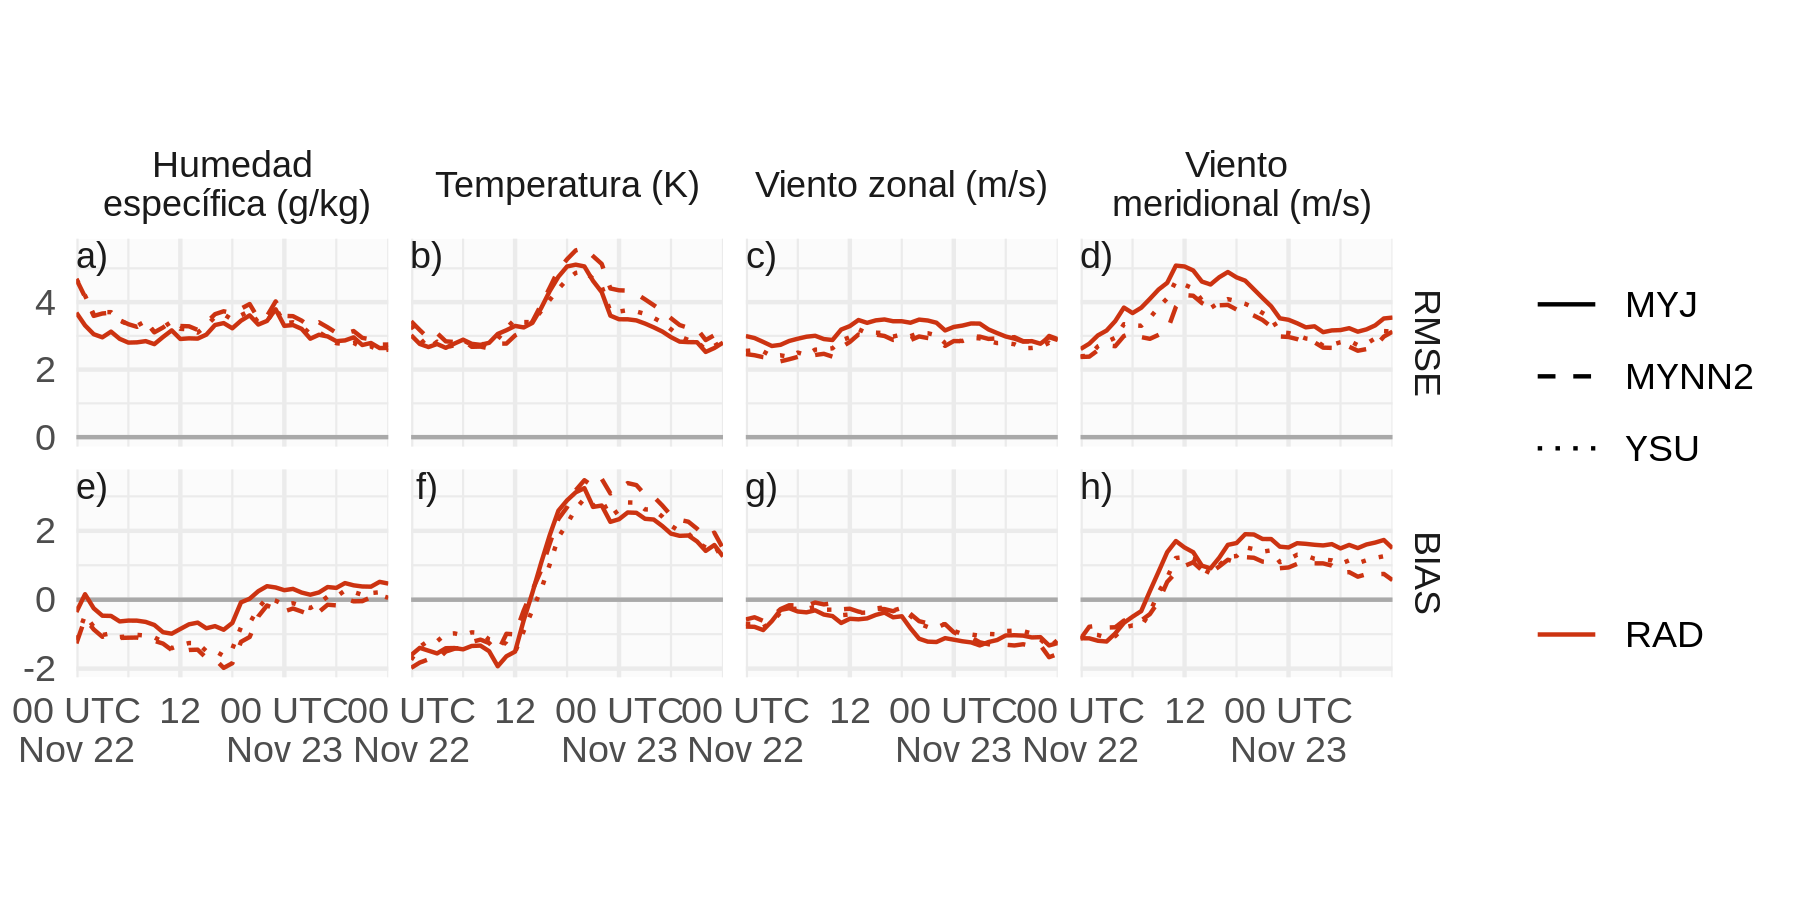 Humedad
específica (g/kg)
Temperatura (K)
Viento zonal (m/s)
Viento
meridional (m/s)
a)
b)
c)
d)
4
2
0
RMSE
e)
f)
g)
h)
2
0
-2
BIAS
00 UTC
Nov 22
12
00 UTC
Nov 23
00 UTC
Nov 22
12
00 UTC
Nov 23
00 UTC
Nov 22
12
00 UTC
Nov 23
00 UTC
Nov 22
12
00 UTC
Nov 23
MYJ
MYNN2
YSU
RAD